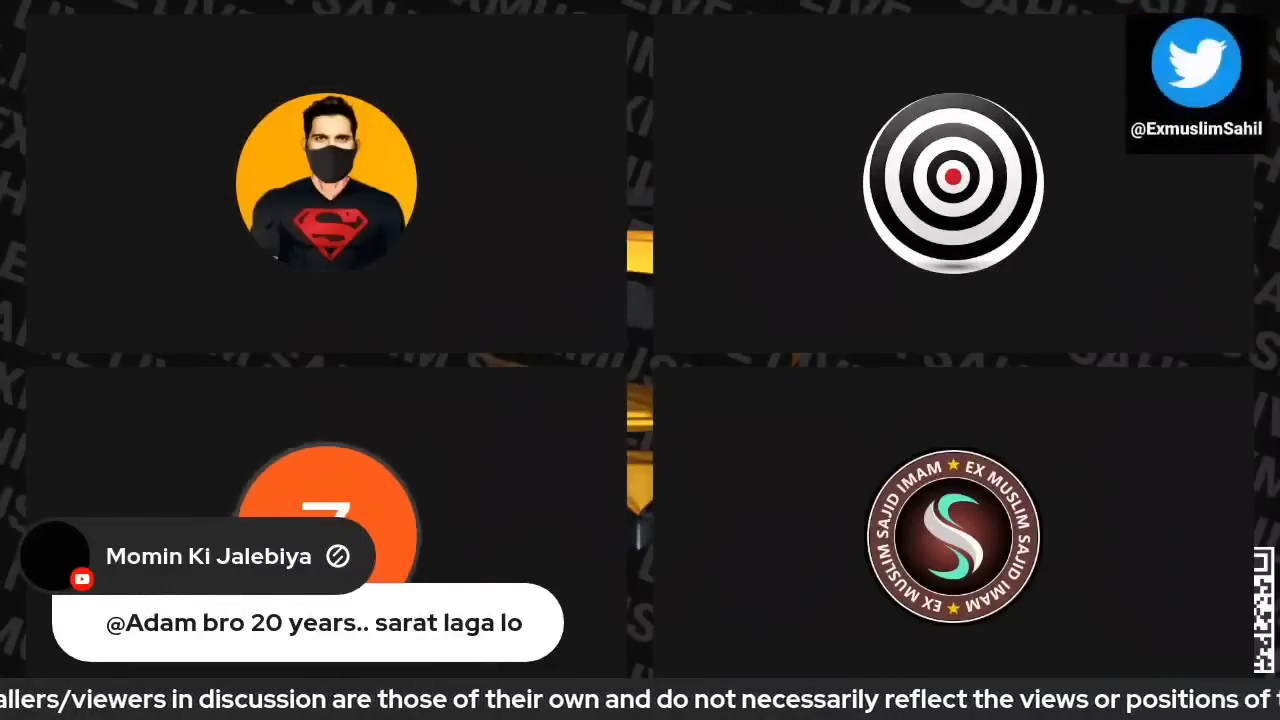 @ExmuslimSahil
EX MUSLIM SAJID IMAM
EX MUSLIM SAJID IMAM
S
Momin Ki Jalebiya
@Adam bro 20 years.. sarat laga lo
allers/viewers in discussion are those of their own and do not necessarily reflect the views or positions of